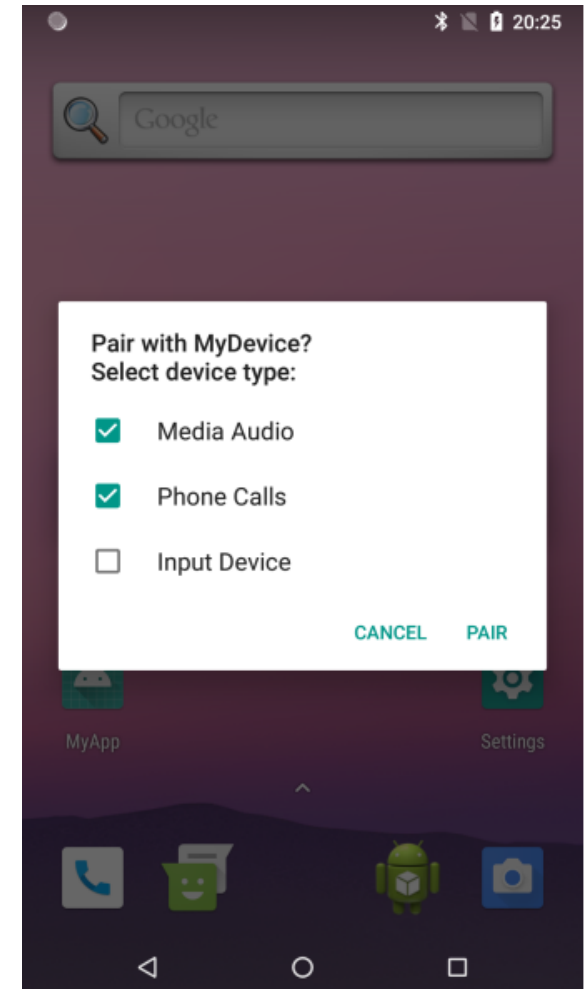 20:25
Google
Pair with MyDevice?
Select device type:
Media Audio
Phone Calls
Input Device
CANCEL PAIR
MyApp Settings